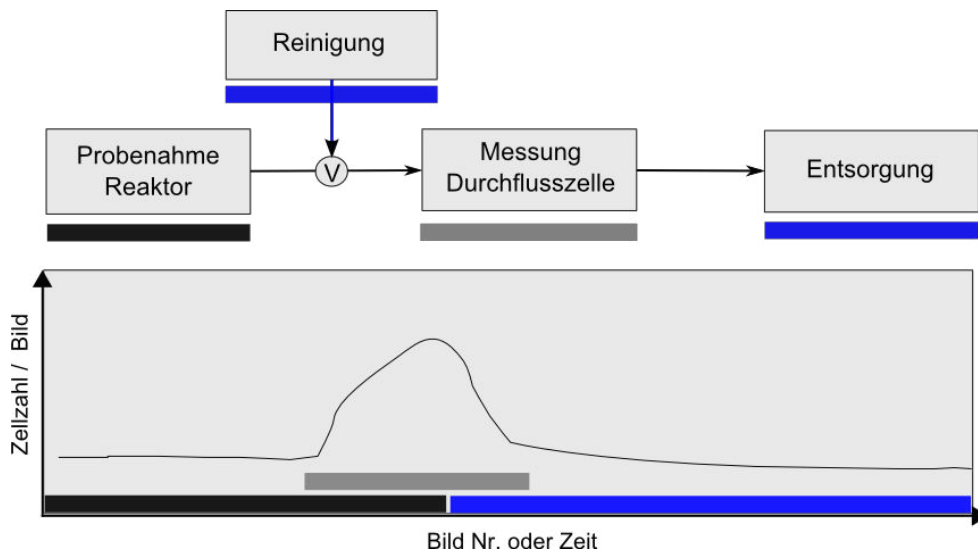 Reinigung
Probenahme
Reaktor
V
Messung
Durchflusszelle
Entsorgung
Zellzahl / Bild
Bild Nr. oder Zeit